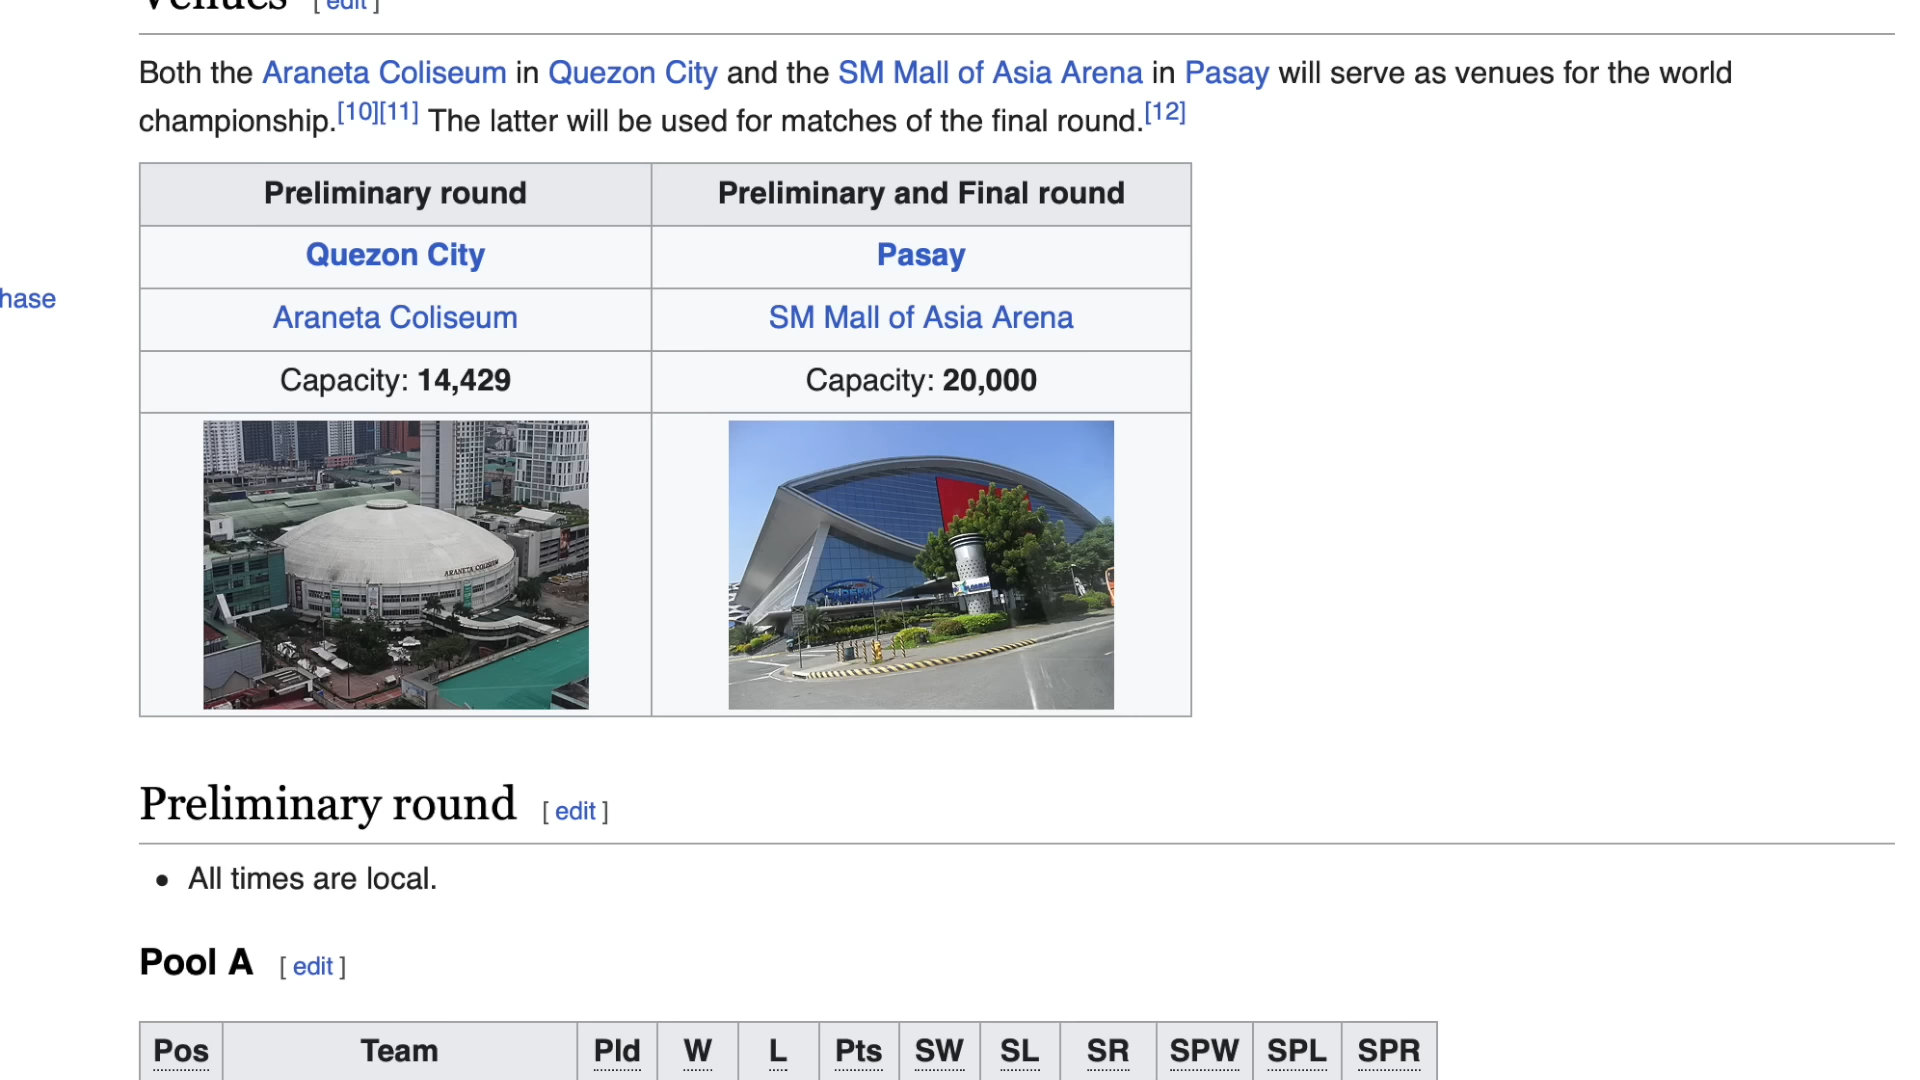 Venues [ edit ]
Both the Araneta Coliseum in Quezon City and the SM Mall of Asia Arena in Pasay will serve as venues for the world
championship.[10][11] The latter will be used for matches of the final round.[12]
Preliminary round Preliminary and Final round
Quezon City Pasay
hase
Araneta Coliseum SM Mall of Asia Arena
Capacity: 14,429 Capacity: 20,000
ARANETA COLISEUM
Preliminary round [ edit ]
• All times are local.
Pool A [ edit ]
Pos Team Pld W L Pts SW SL SR SPW SPL SPR